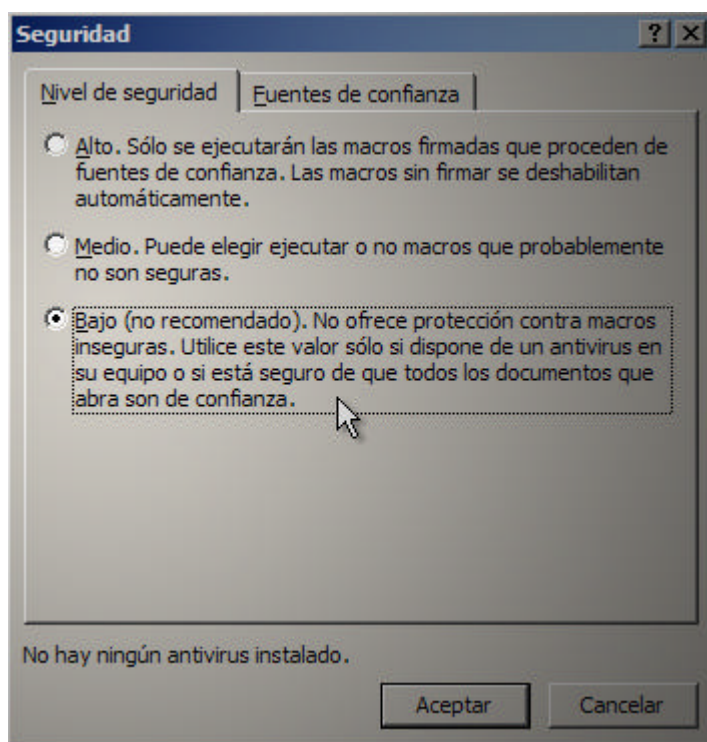 Seguridad
Nivel de seguridad
Fuentes de confianza
Alto. Sólo se ejecutarán las macros firmadas que proceden de
fuentes de confianza. Las macros sin firmar se deshabilitan
automáticamente.
Medio. Puede elegir ejecutar o no macros que probablemente
no son seguras.
Bajo (no recomendado). No ofrece protección contra macros
inseguras. Utilice este valor sólo si dispone de un antivirus en
su equipo o si está seguro de que todos los documentos que
abra son de confianza.
No hay ningún antivirus instalado.
Aceptar
Cancelar